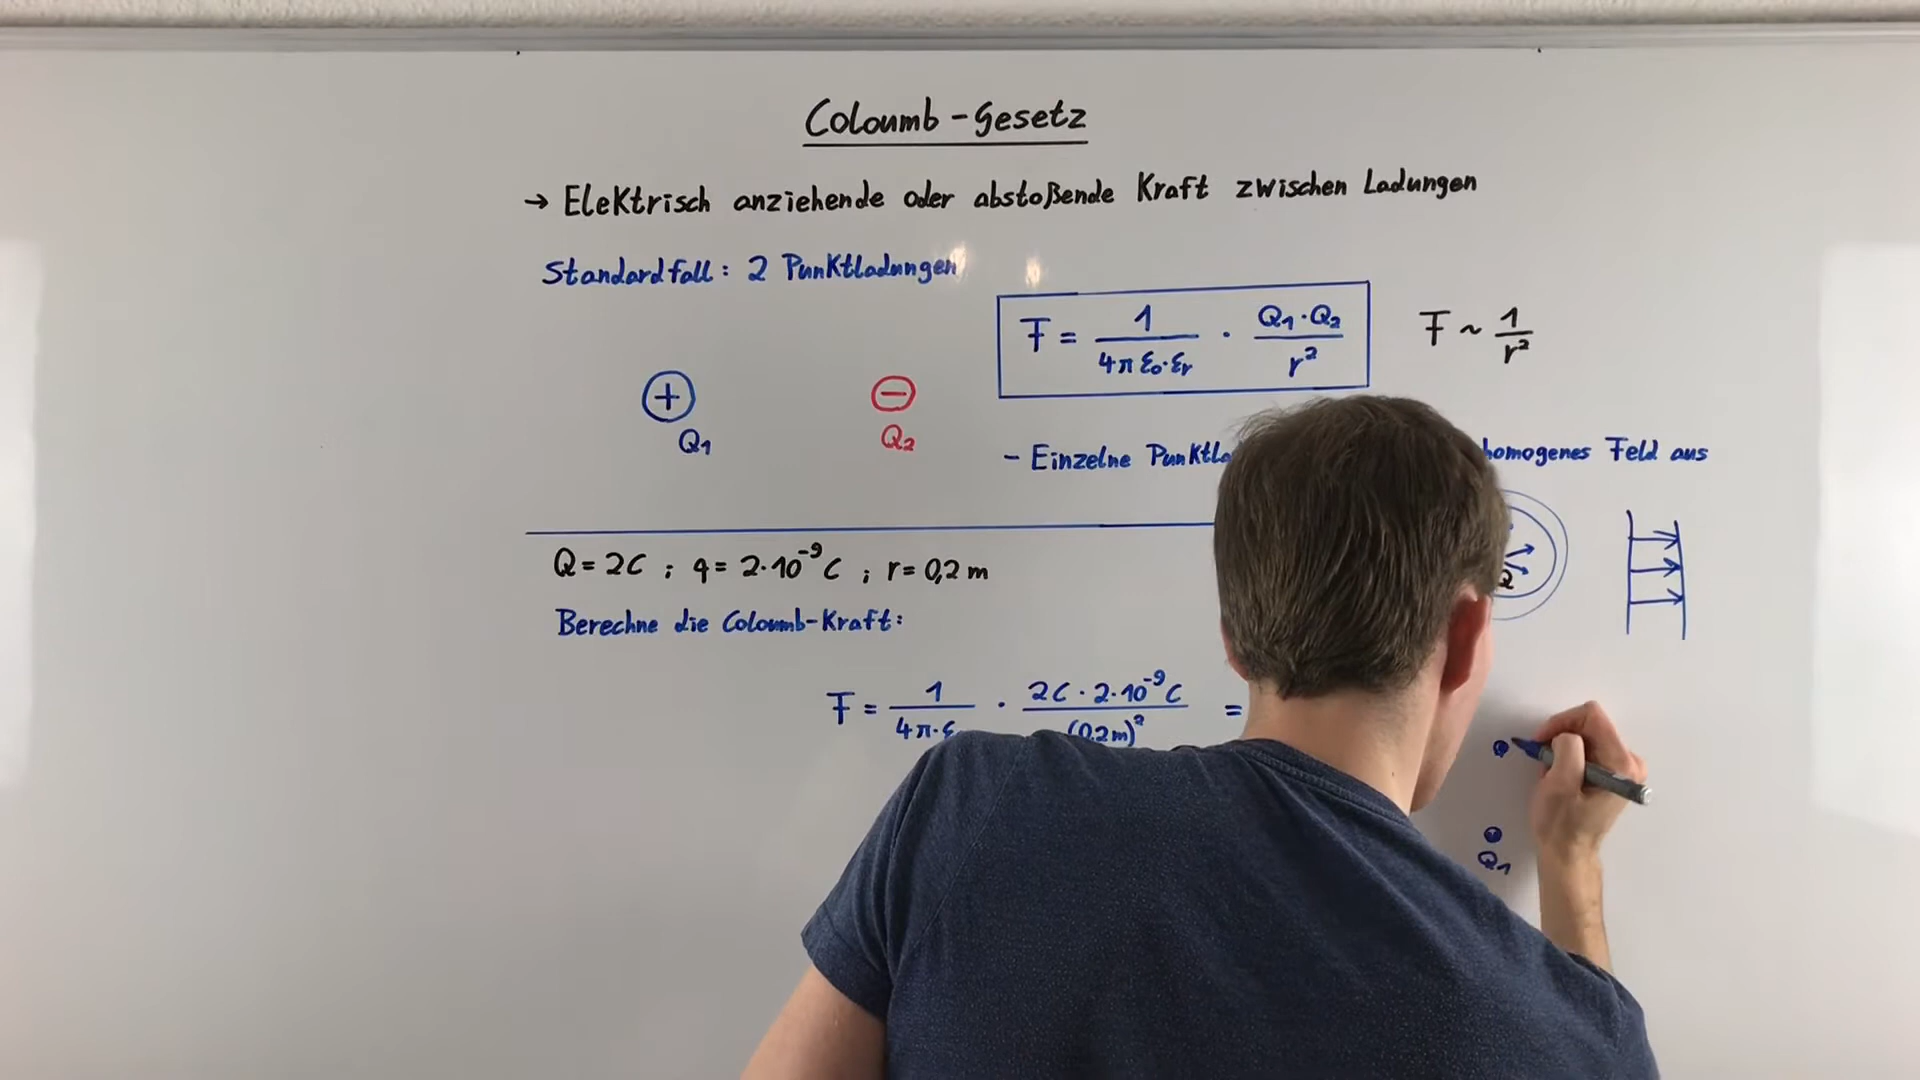 Coloumb-Gesetz
→ Elektrisch anziehende oder abstoßende Kraft zwischen Ladungen
Standardfall: 2 Punktladungen
F = 1/(4π ε₀·εᵣ) · (Q₁·Q₂)/r²
F ~ 1/r²
+ −
Q₁ Q₂
- Einzelne homogenes Feld aus
Q = 2C ; q = 2·10⁻⁹ C ; r = 0,2 m
Berechne die Coloumb-Kraft:
F = 1/(4π·ε · (2C · 2·10⁻⁹ C)/(0,2m)² =
Q₁